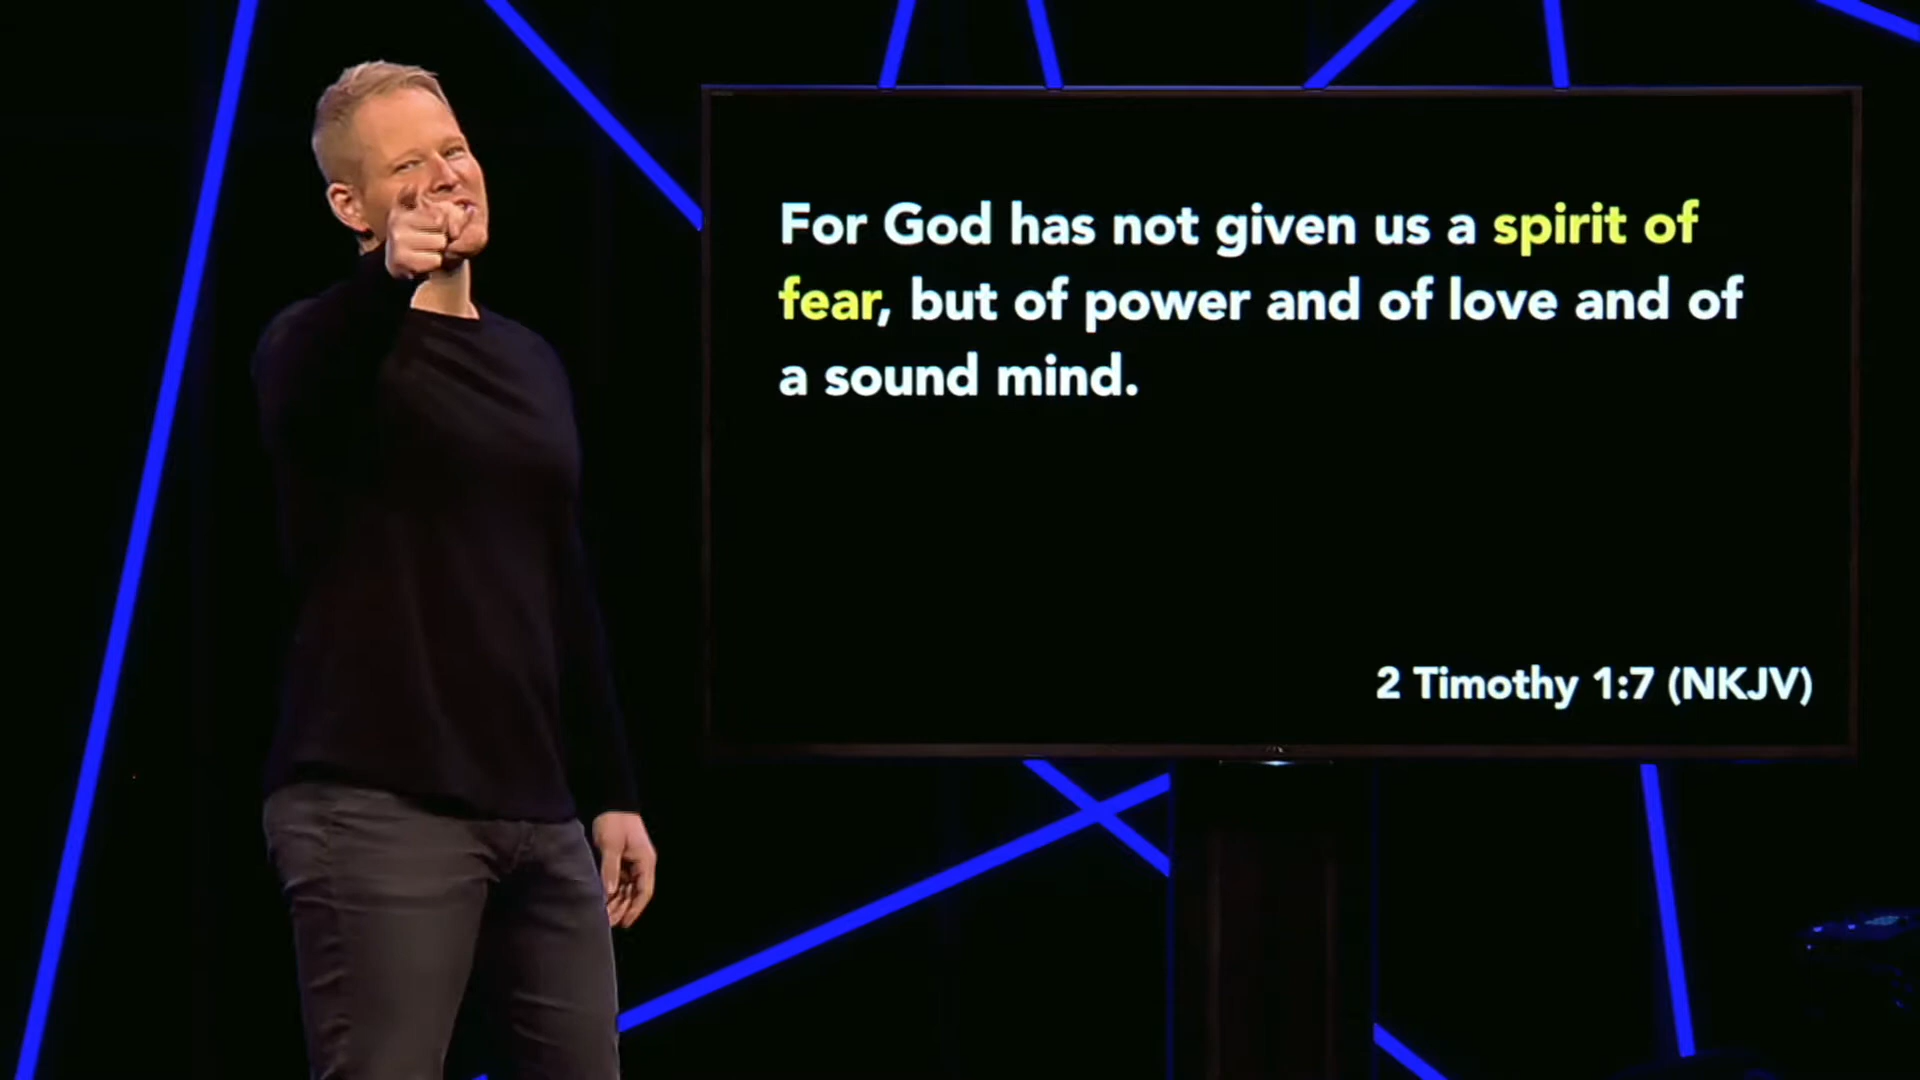 For God has not given us a spirit of
fear, but of power and of love and of
a sound mind.
2 Timothy 1:7 (NKJV)